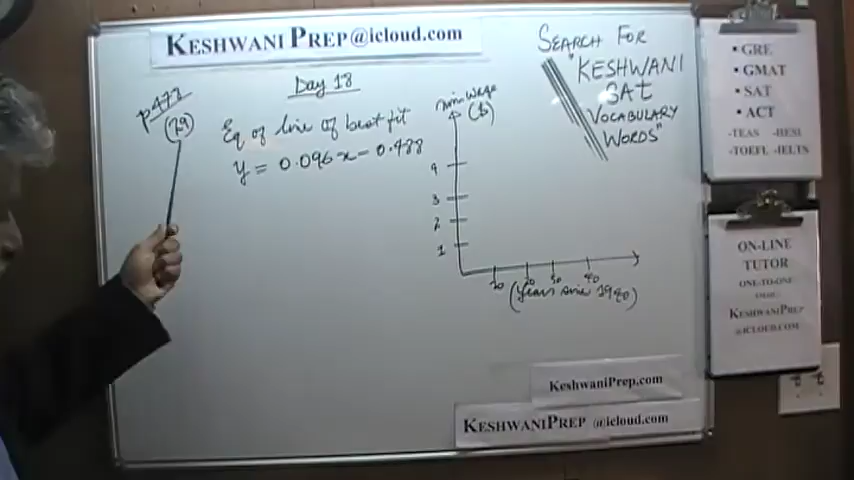 KESHWANI PREP@icloud.com
Day 18
p473
(29)
Eq of line of best fit
y = 0.096x - 0.488
min. wage
($)
4
3
2
1
10 20 30 40
(Years since 1940)
SEARCH FOR
"KESHWANI
SAT
VOCABULARY
WORDS"
▪ GRE
▪ GMAT
▪ SAT
▪ ACT
-TEAS -HESI
-TOEFL -IELTS
ON-LINE
TUTOR
ONE-TO-ONE
KESHWANIPREP
@ICLOUD.COM
KeshwaniPrep.com
KESHWANIPREP @icloud.com